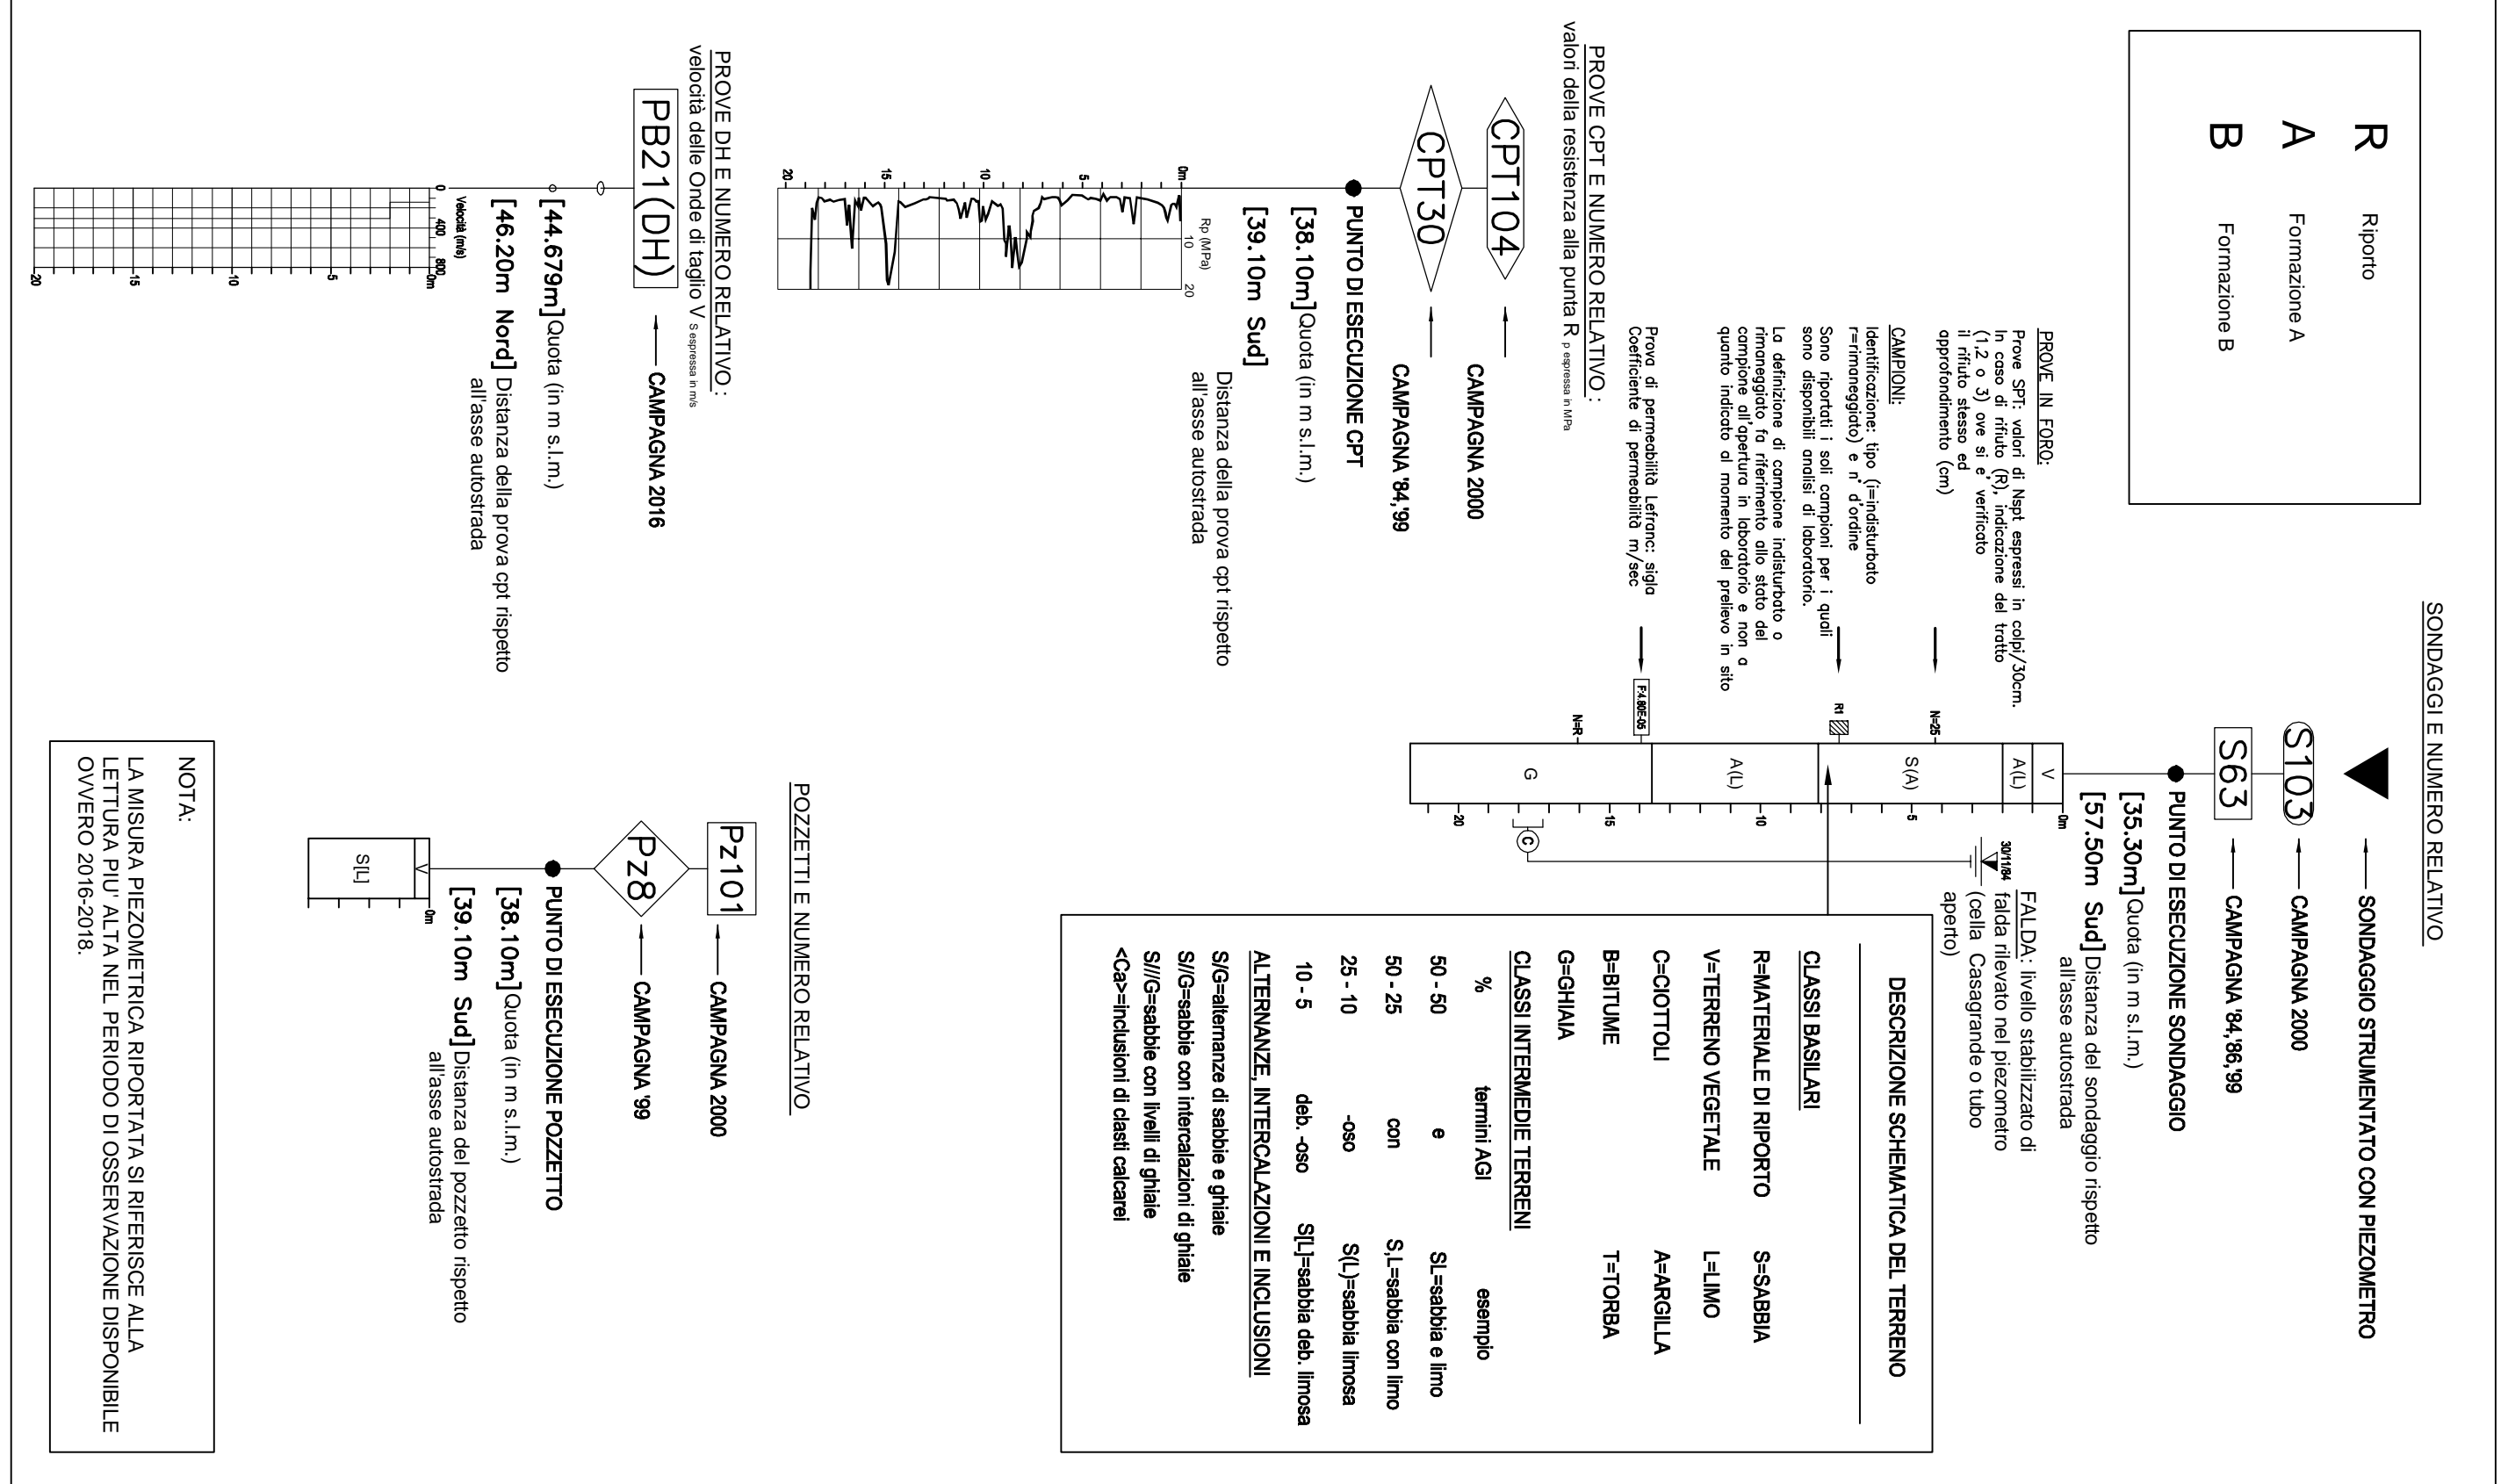 SONDAGGI E NUMERO RELATIVO
R Riporto
A Formazione A
B Formazione B
SONDAGGIO STRUMENTATO CON PIEZOMETRO
S103 CAMPAGNA 2000
S63 CAMPAGNA '84,'86,'99
PUNTO DI ESECUZIONE SONDAGGIO
[35.30m] Quota (in m s.l.m.)
[57.50m Sud] Distanza del sondaggio rispetto
all'asse autostrada
PROVE IN FORO:
Prove SPT: valori di Nspt espressi in colpi/30cm.
In caso di rifiuto (R), indicazione del tratto
(1,2 o 3) ove si e' verificato
il rifiuto stesso ed
approfondimento (cm)
CAMPIONI:
Identificazione: tipo (i=indisturbato
r=rimaneggiato) e n° d'ordine
Sono riportati i soli campioni per i quali
sono disponibili analisi di laboratorio.
La definizione di campione indisturbato o
rimaneggiato fa riferimento allo stato del
campione all'apertura in laboratorio e non a
quanto indicato al momento del prelievo in sito
Prova di permeabilità Lefranc: sigla
Coefficiente di permeabilità m/sec
N=25
R1
F:4.80E-05
N=R
V
A(L)
S(A)
A(L)
G
0m
5
10
15
20
C
30/11/84
FALDA: livello stabilizzato di
falda rilevato nel piezometro
(cella Casagrande o tubo
aperto)
DESCRIZIONE SCHEMATICA DEL TERRENO
CLASSI BASILARI
R=MATERIALE DI RIPORTO S=SABBIA
V=TERRENO VEGETALE L=LIMO
C=CIOTTOLI A=ARGILLA
B=BITUME T=TORBA
G=GHIAIA
CLASSI INTERMEDIE TERRENI
% termini AGI esempio
50 - 50 e SL=sabbia e limo
50 - 25 con S,L=sabbia con limo
25 - 10 -oso S(L)=sabbia limosa
10 - 5 deb. -oso S[L]=sabbia deb. limosa
ALTERNANZE, INTERCALAZIONI E INCLUSIONI
S/G=alternanze di sabbie e ghiaie
S//G=sabbie con intercalazioni di ghiaie
S///G=sabbie con livelli di ghiaie
<Ca>=inclusioni di clasti calcarei
PROVE CPT E NUMERO RELATIVO :
valori della resistenza alla punta R p espressa in MPa
CPT104 CAMPAGNA 2000
CPT30 CAMPAGNA '84,'99
PUNTO DI ESECUZIONE CPT
[38.10m] Quota (in m s.l.m.)
[39.10m Sud] Distanza della prova cpt rispetto
all'asse autostrada
Rp (MPa)
10 20
0m
5
10
15
20
POZZETTI E NUMERO RELATIVO
Pz101 CAMPAGNA 2000
Pz8 CAMPAGNA '99
PUNTO DI ESECUZIONE POZZETTO
[38.10m] Quota (in m s.l.m.)
[39.10m Sud] Distanza del pozzetto rispetto
all'asse autostrada
0m
V
S[L]
PROVE DH E NUMERO RELATIVO :
velocità delle Onde di taglio V S espressa in m/s
PB21(DH) CAMPAGNA 2016
[44.679m] Quota (in m s.l.m.)
[46.20m Nord] Distanza della prova cpt rispetto
all'asse autostrada
Velocità (m/s)
0 400 800
0m
5
10
15
20
NOTA:
LA MISURA PIEZOMETRICA RIPORTATA SI RIFERISCE ALLA
LETTURA PIU' ALTA NEL PERIODO DI OSSERVAZIONE DISPONIBILE
OVVERO 2016-2018.